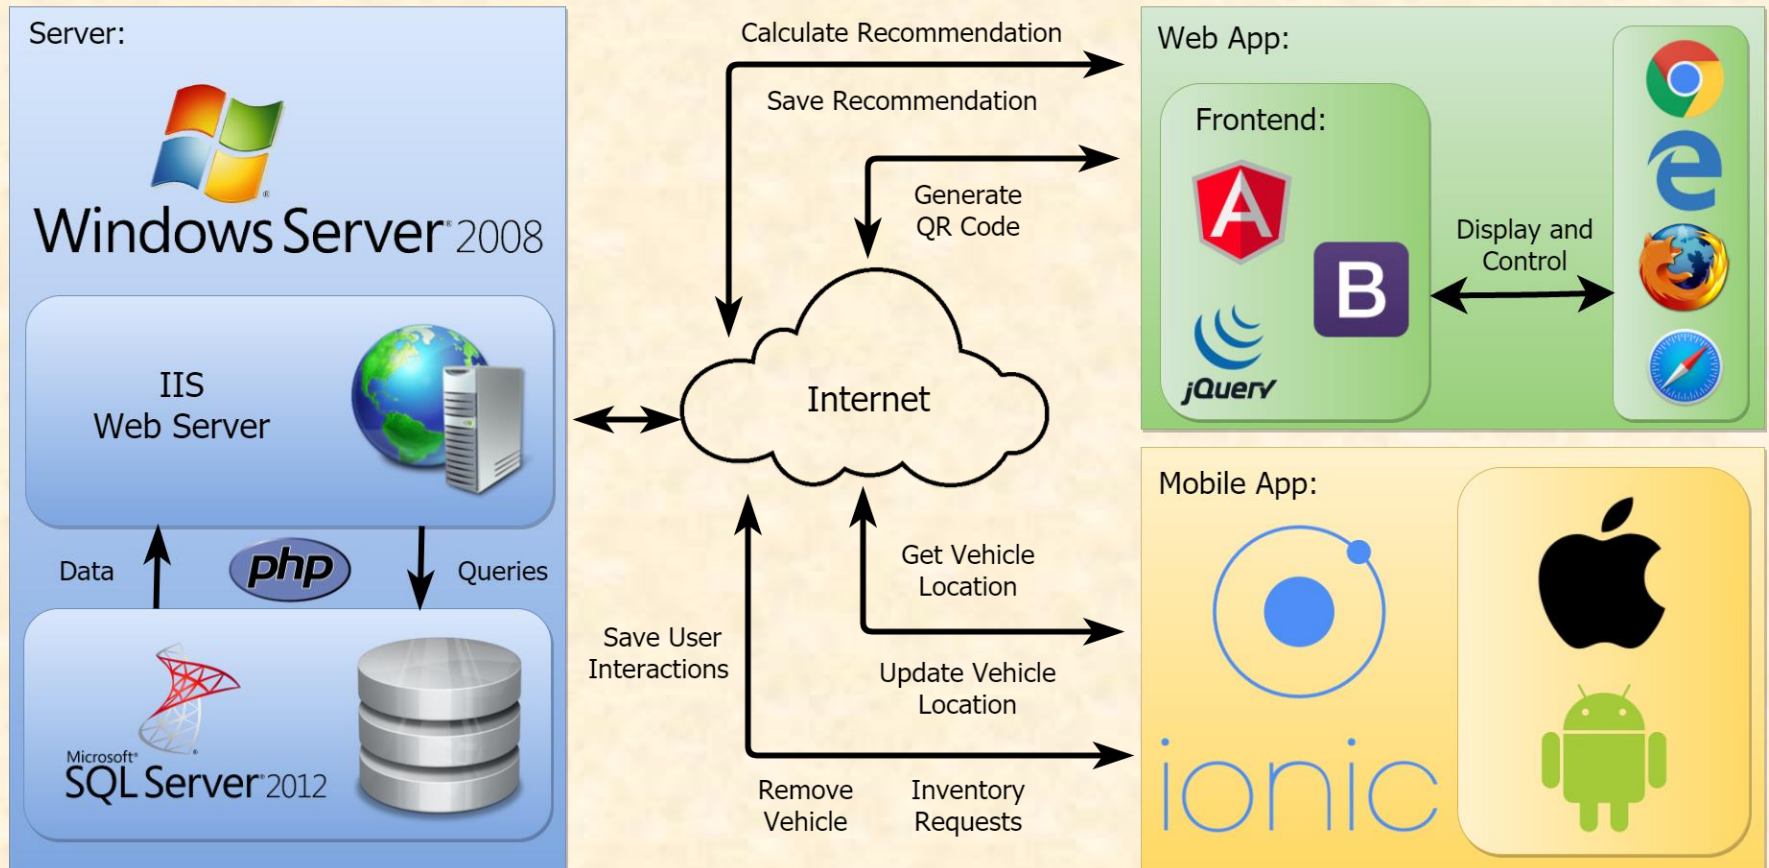 Server:
Windows Server® 2008
IIS
Web Server
Data
php
Queries
Microsoft®
SQL Server® 2012
Calculate Recommendation
Save Recommendation
Generate
QR Code
Internet
Get Vehicle
Location
Save User
Interactions
Update Vehicle
Location
Remove
Vehicle
Inventory
Requests
Web App:
Frontend:
A
B
jQuery
Display and
Control
Mobile App:
ionic